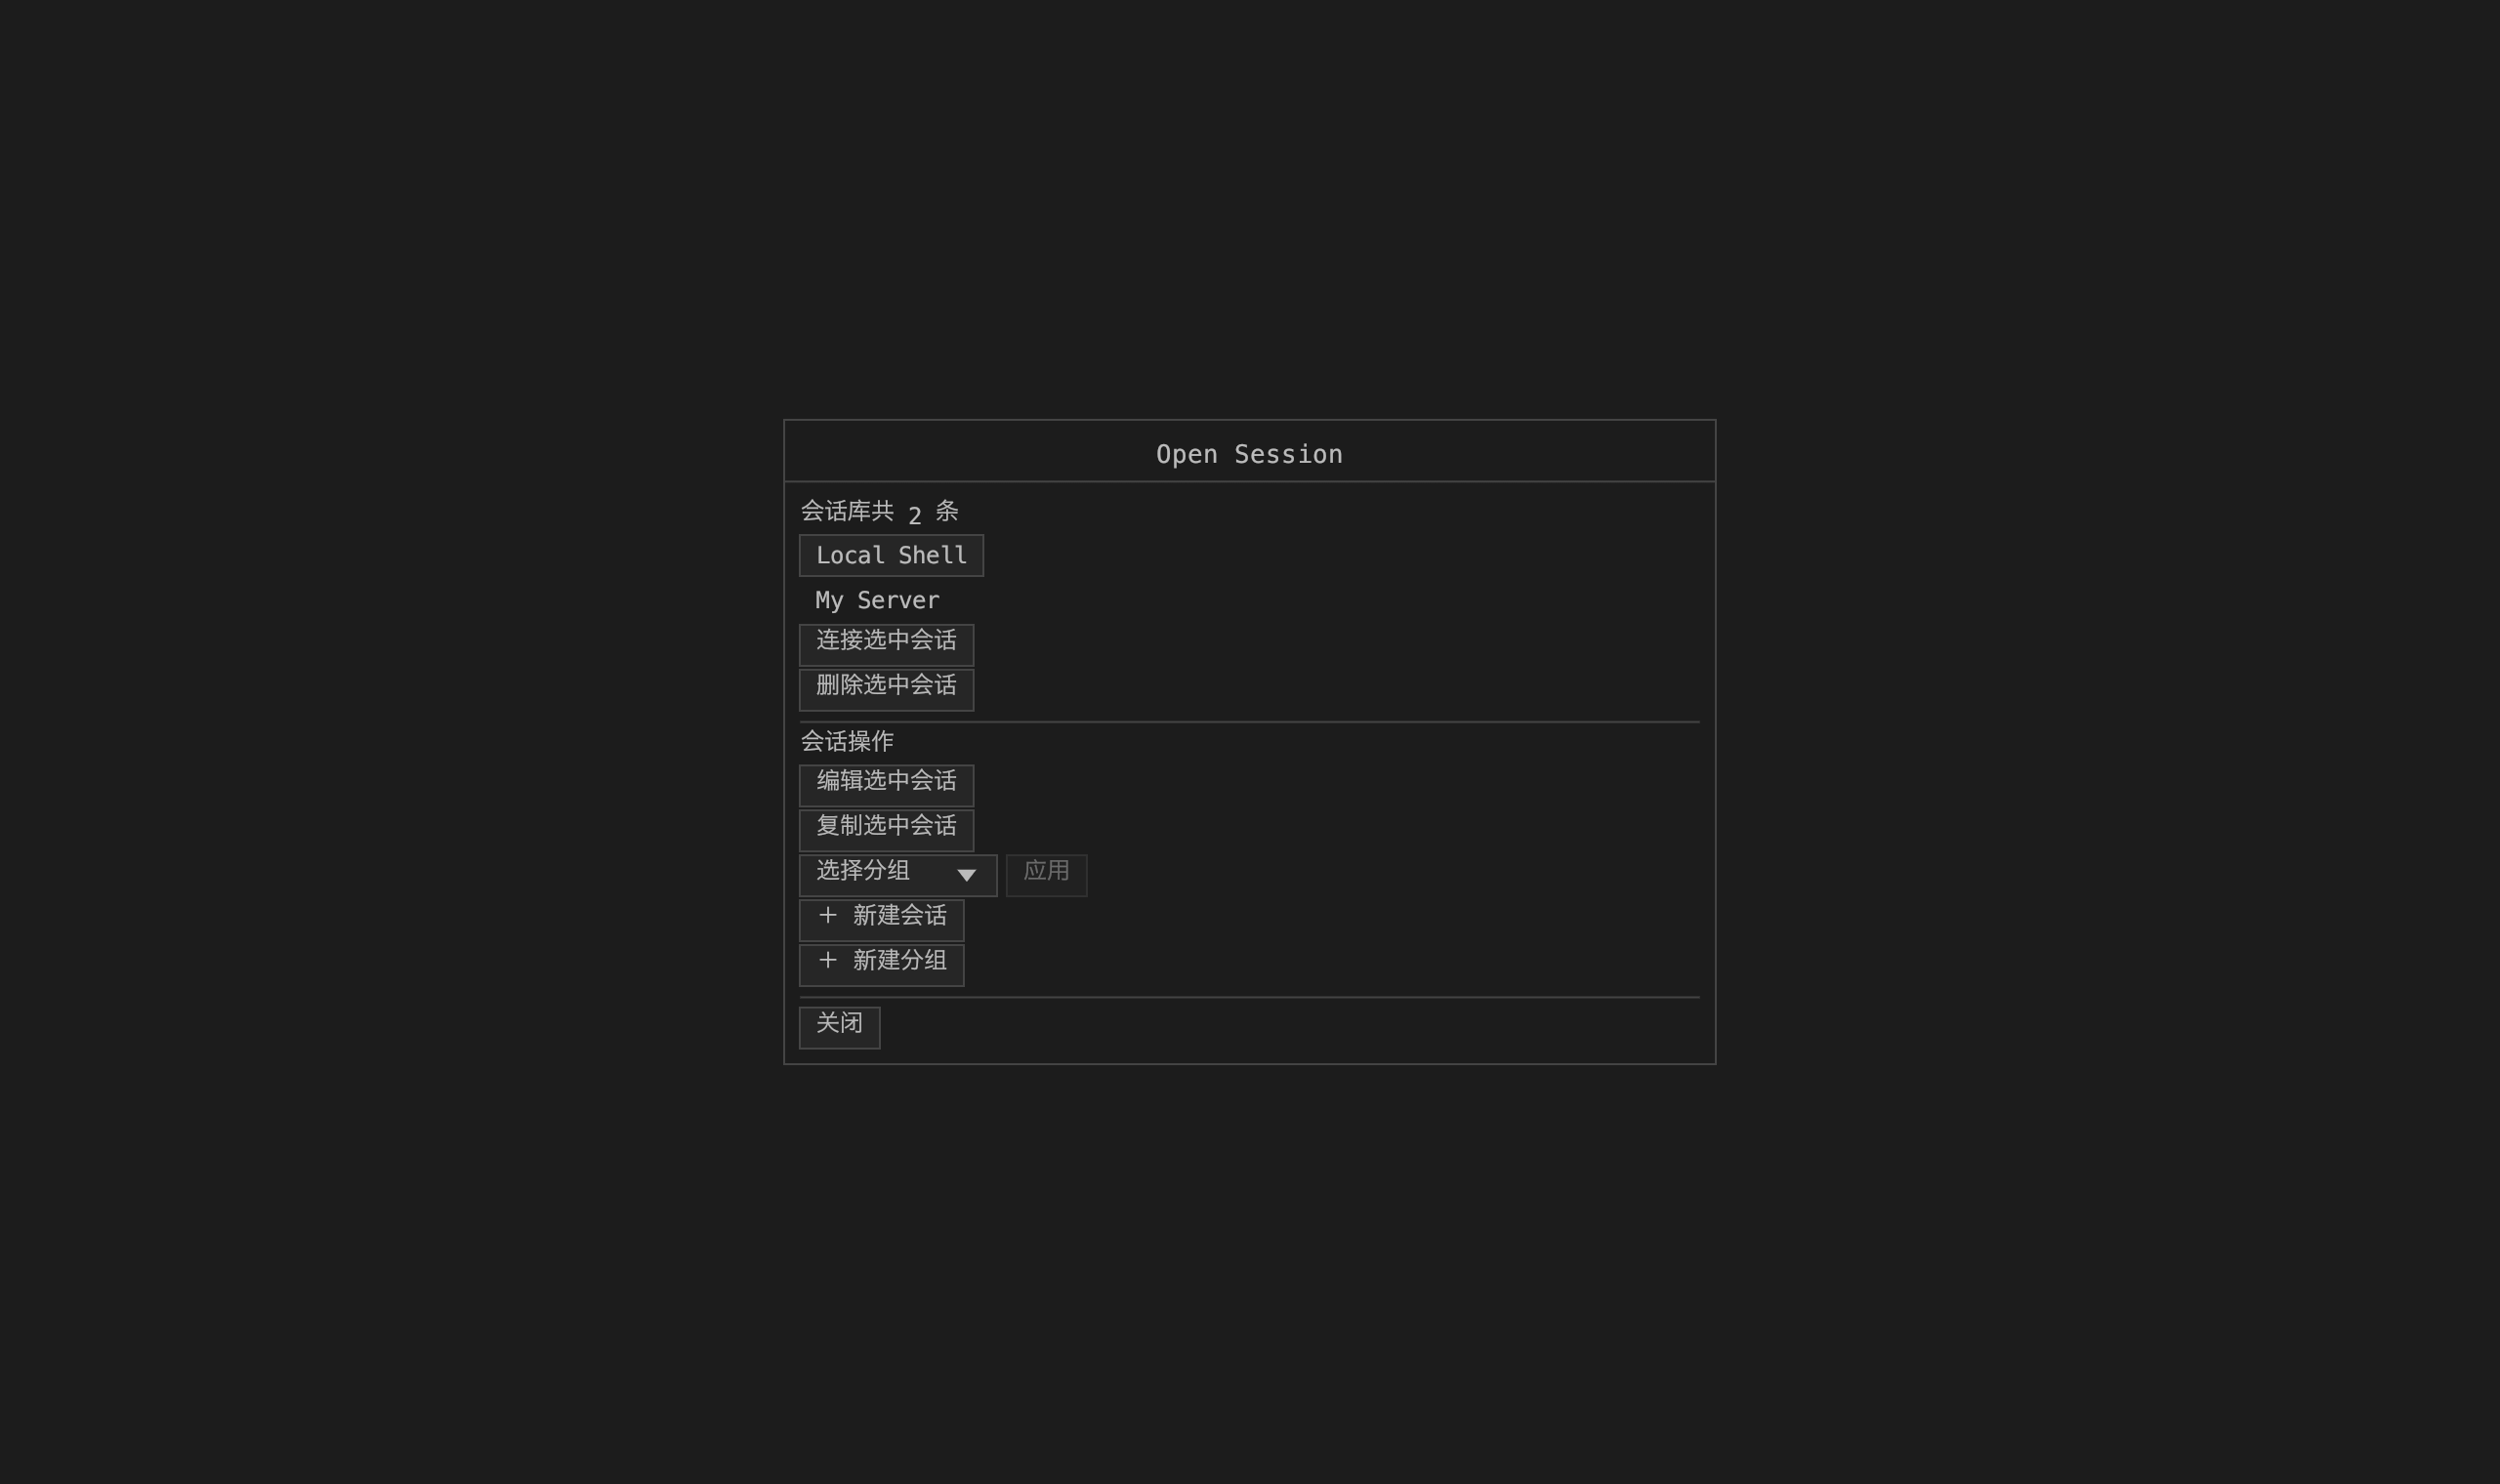 Open Session
会话库共 2 条
Local Shell
My Server
连接选中会话
删除选中会话
会话操作
编辑选中会话
复制选中会话
选择分组 应用
＋ 新建会话
＋ 新建分组
关闭